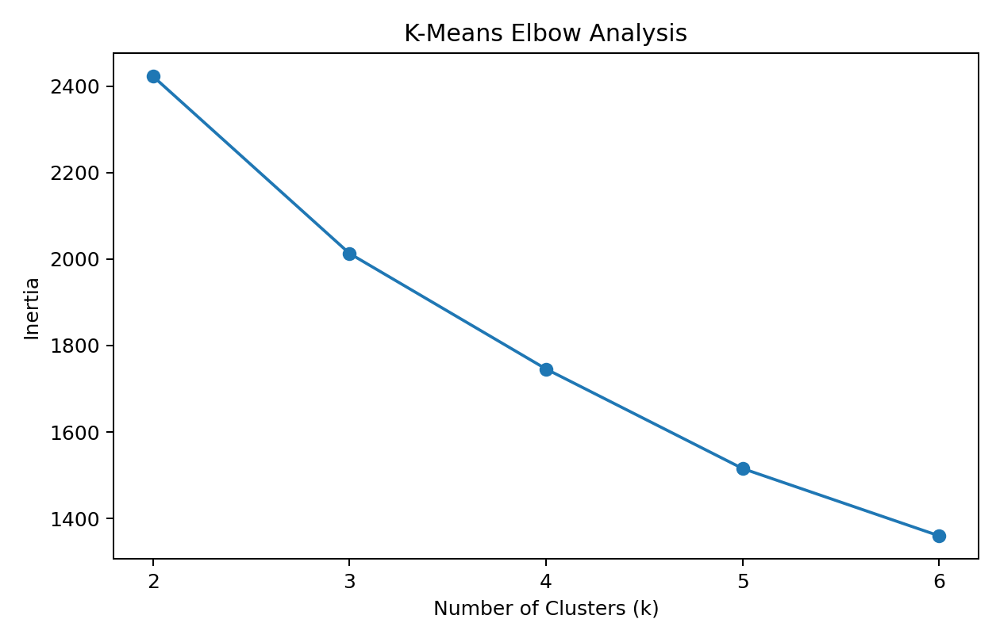 K-Means Elbow Analysis
2400
2200
2000
1800
1600
1400
Inertia
2 3 4 5 6
Number of Clusters (k)